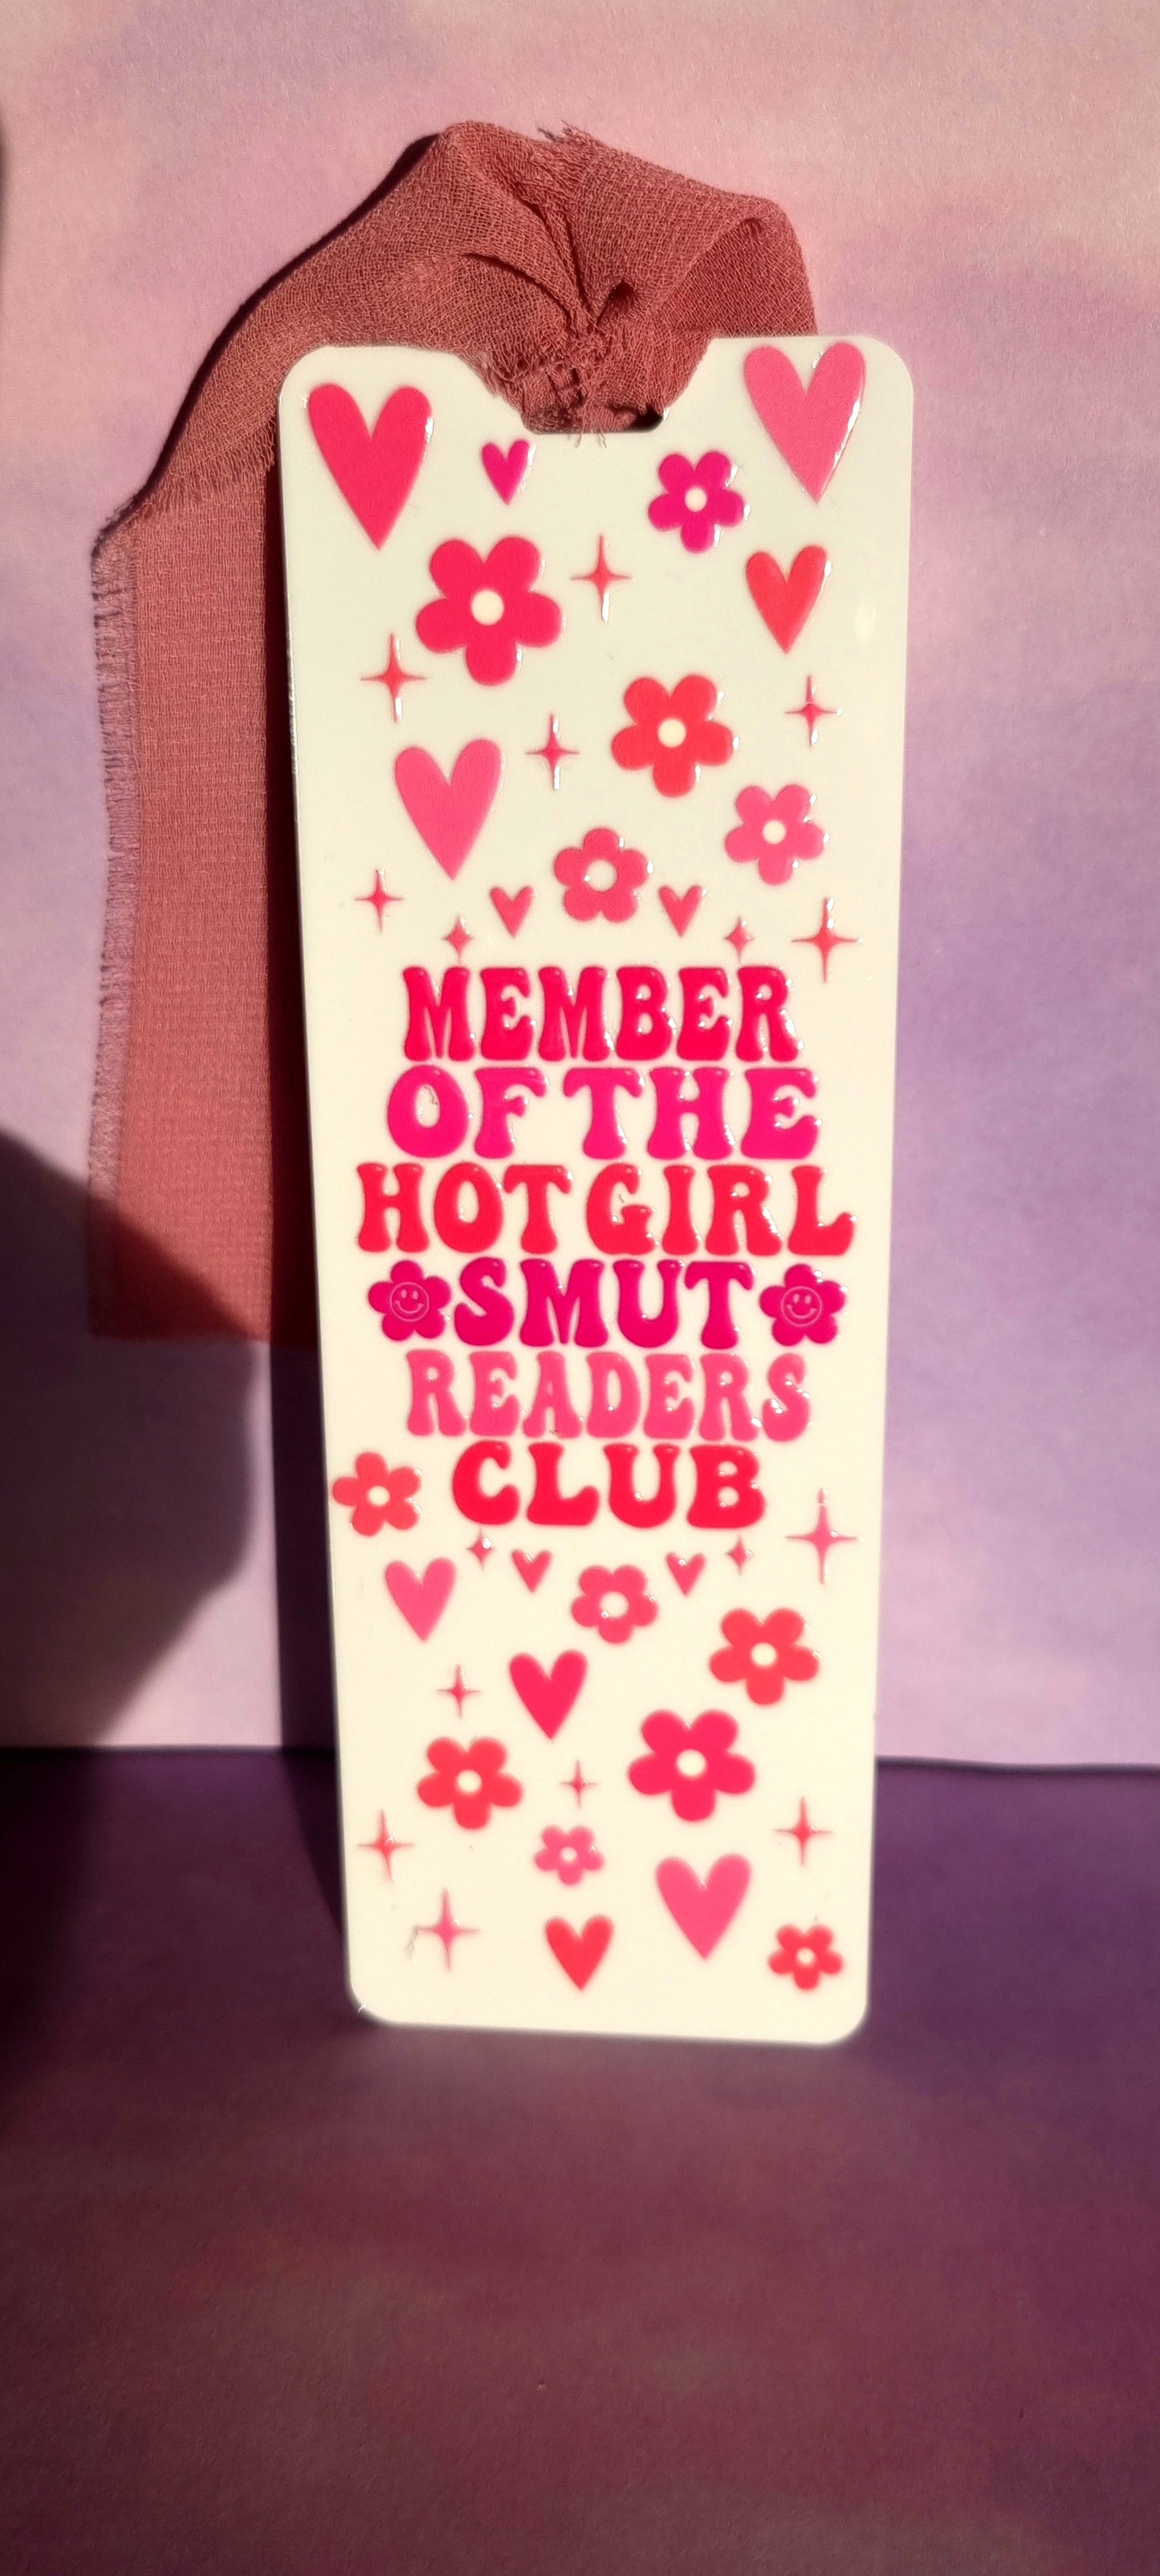 MEMBER
OF THE
HOT GIRL
SMUT
READERS
CLUB